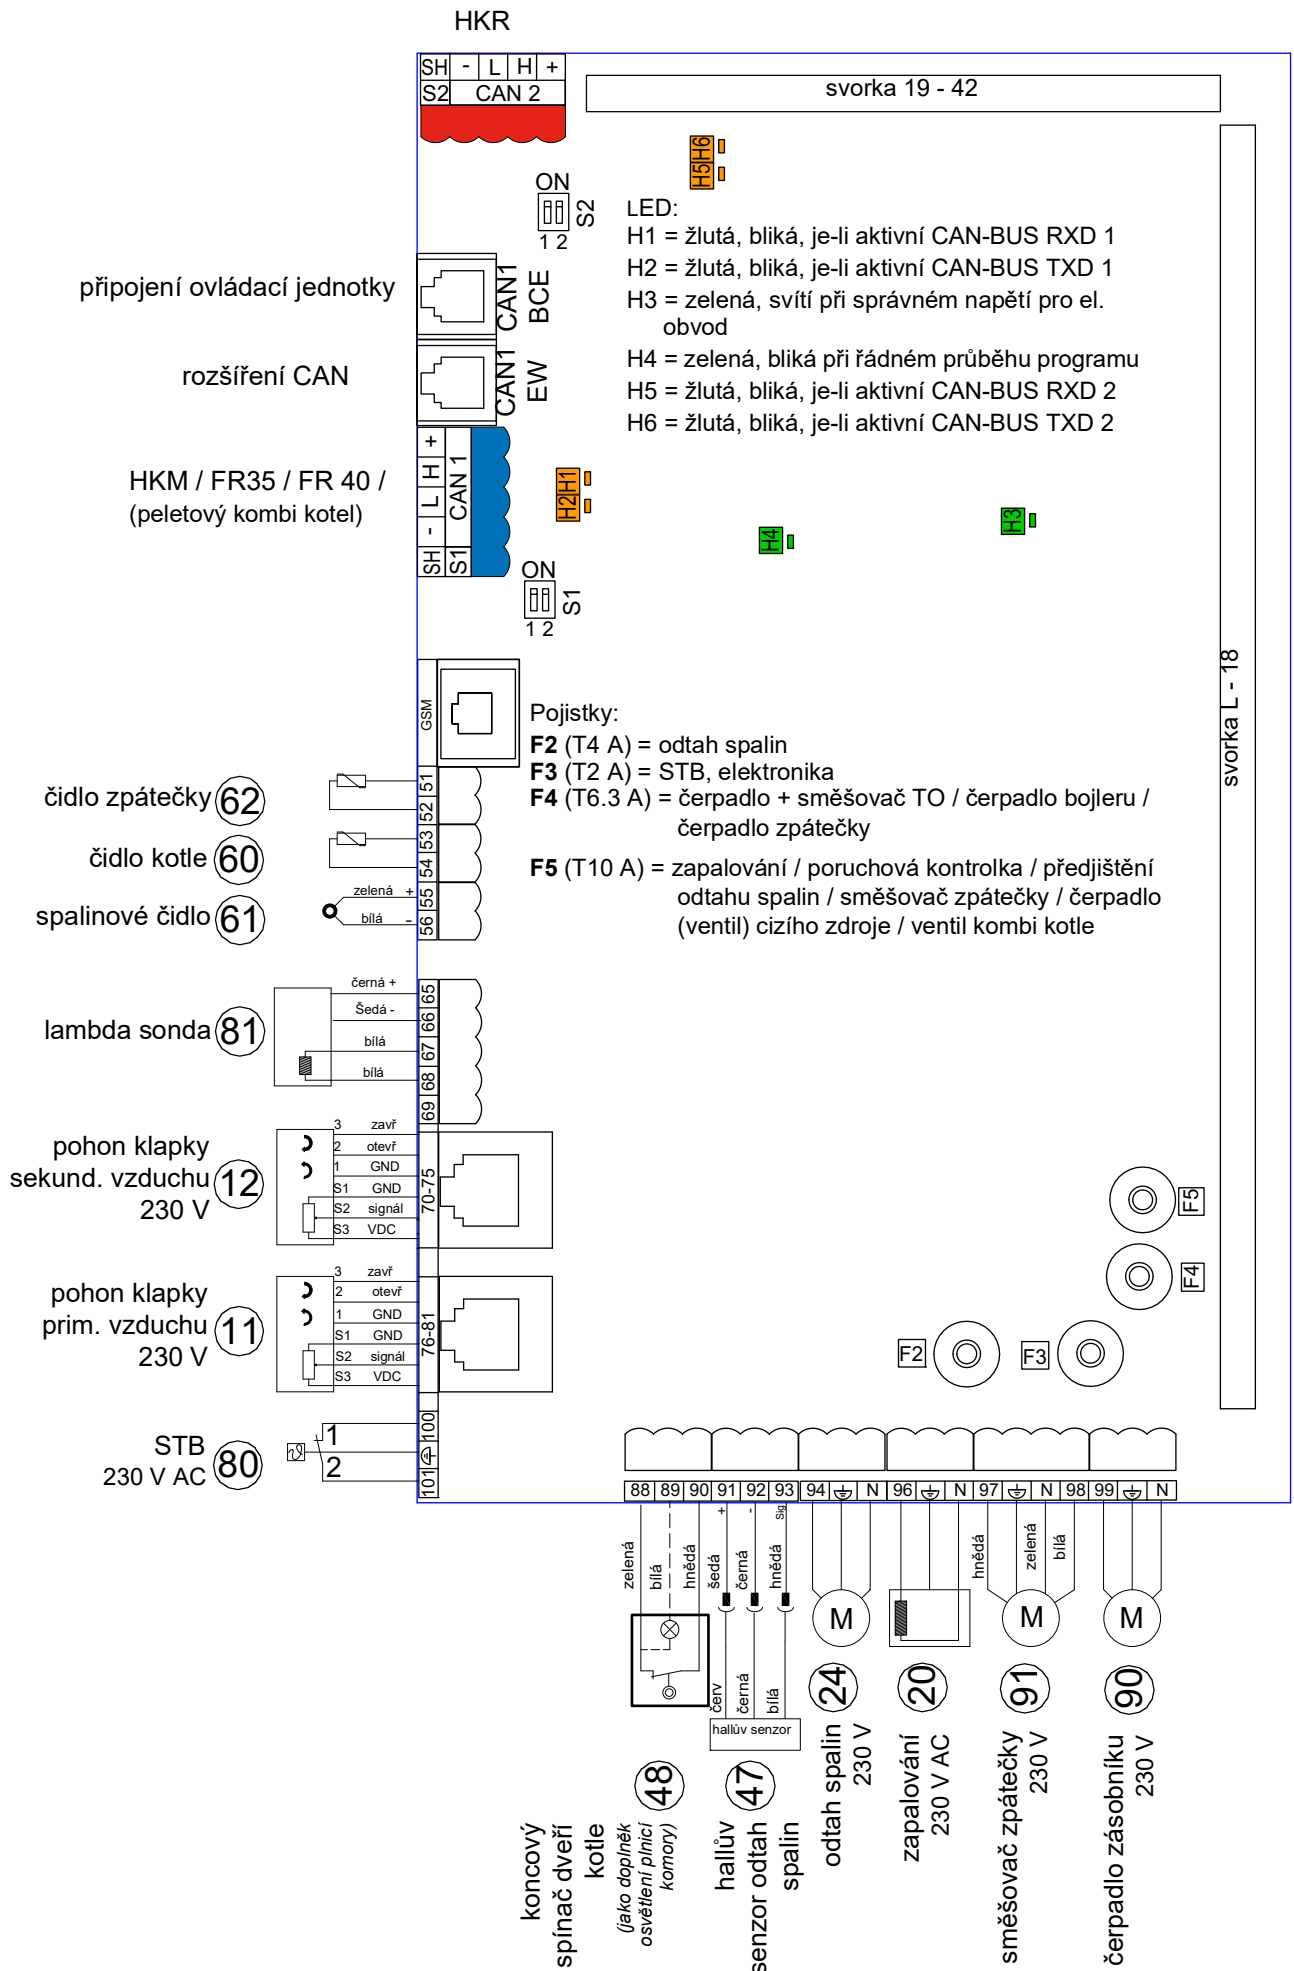 HKR
SH - L H +
S2 CAN 2
svorka 19 - 42
H5 H6
ON
S2
1 2
LED:
H1 = žlutá, bliká, je-li aktivní CAN-BUS RXD 1
H2 = žlutá, bliká, je-li aktivní CAN-BUS TXD 1
H3 = zelená, svítí při správném napětí pro el.
obvod
H4 = zelená, bliká při řádném průběhu programu
H5 = žlutá, bliká, je-li aktivní CAN-BUS RXD 2
H6 = žlutá, bliká, je-li aktivní CAN-BUS TXD 2
připojení ovládací jednotky
CAN1
BCE
rozšíření CAN
CAN1
EW
HKM / FR35 / FR 40 /
(peletový kombi kotel)
SH - L H +
S1 CAN 1
H2 H1
H4
H3
ON
S1
1 2
svorka L - 18
GSM
Pojistky:
F2 (T4 A) = odtah spalin
F3 (T2 A) = STB, elektronika
F4 (T6.3 A) = čerpadlo + směšovač TO / čerpadlo bojleru /
čerpadlo zpátečky
F5 (T10 A) = zapalování / poruchová kontrolka / předjištění
odtahu spalin / směšovač zpátečky / čerpadlo
(ventil) cizího zdroje / ventil kombi kotle
čidlo zpátečky 62
51
52
čidlo kotle 60
53
54
spalinové čidlo 61
zelená + 55
bílá - 56
lambda sonda 81
černá + 65
Šedá - 66
bílá 67
bílá 68
69
pohon klapky
sekund. vzduchu 12
230 V
3 zavř
2 otevř
1 GND
S1 GND
S2 signál
S3 VDC
70-75
pohon klapky
prim. vzduchu 11
230 V
3 zavř
2 otevř
1 GND
S1 GND
S2 signál
S3 VDC
76-81
F5
F4
F2
F3
STB
230 V AC 80
1
2
100
101
88 89 90 91 92 93 94 N 96 N 97 N 98 99 N
+ - Sig
zelená bílá hnědá šedá černá hnědá
hnědá zelená bílá
M M M
červ černá bílá
hallův senzor
48
koncový
spínač dveří
kotle
(jako doplněk
osvětlení plnicí
komory)
47
hallův
senzor odtah
spalin
24
odtah spalin
230 V
20
zapalování
230 V AC
91
směšovač zpátečky
230 V
90
čerpadlo zásobníku
230 V